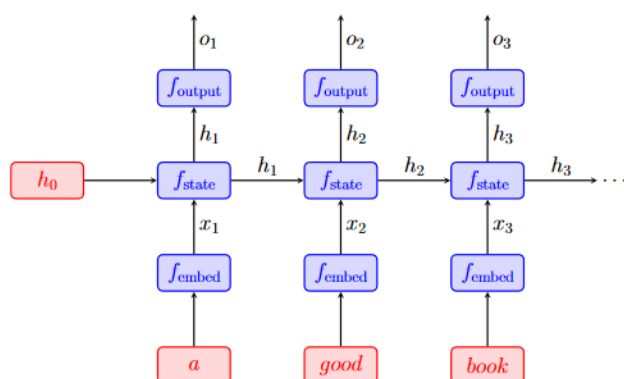 o₁ o₂ o₃
f_output f_output f_output
h₁ h₂ h₃
h₀ f_state h₁ f_state h₂ f_state h₃ ···
x₁ x₂ x₃
f_embed f_embed f_embed
a good book